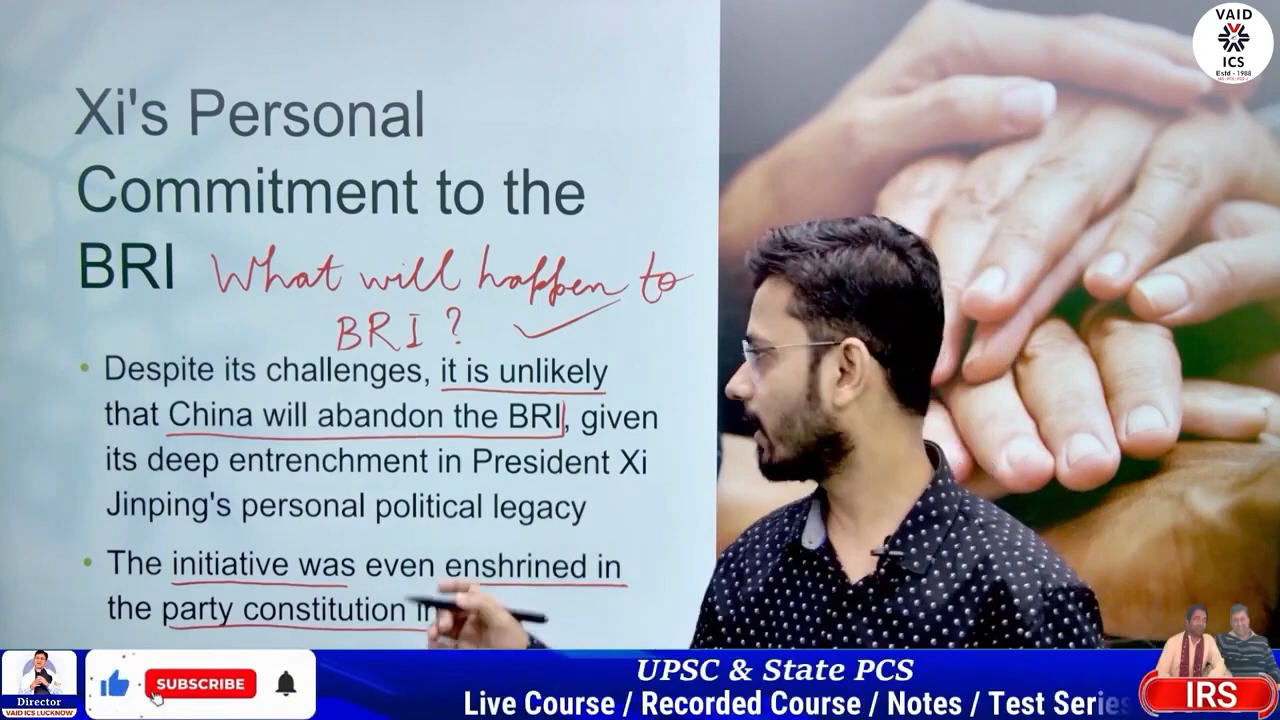 VAID
ICS
Estd - 1988
Xi's Personal
Commitment to the
BRI What will happen to
BRI ?
• Despite its challenges, it is unlikely
that China will abandon the BRI, given
its deep entrenchment in President Xi
Jinping's personal political legacy
• The initiative was even enshrined in
the party constitution in
Director
VAID ICS LUCKNOW
SUBSCRIBE
UPSC & State PCS
Live Course / Recorded Course / Notes / Test Series
IRS